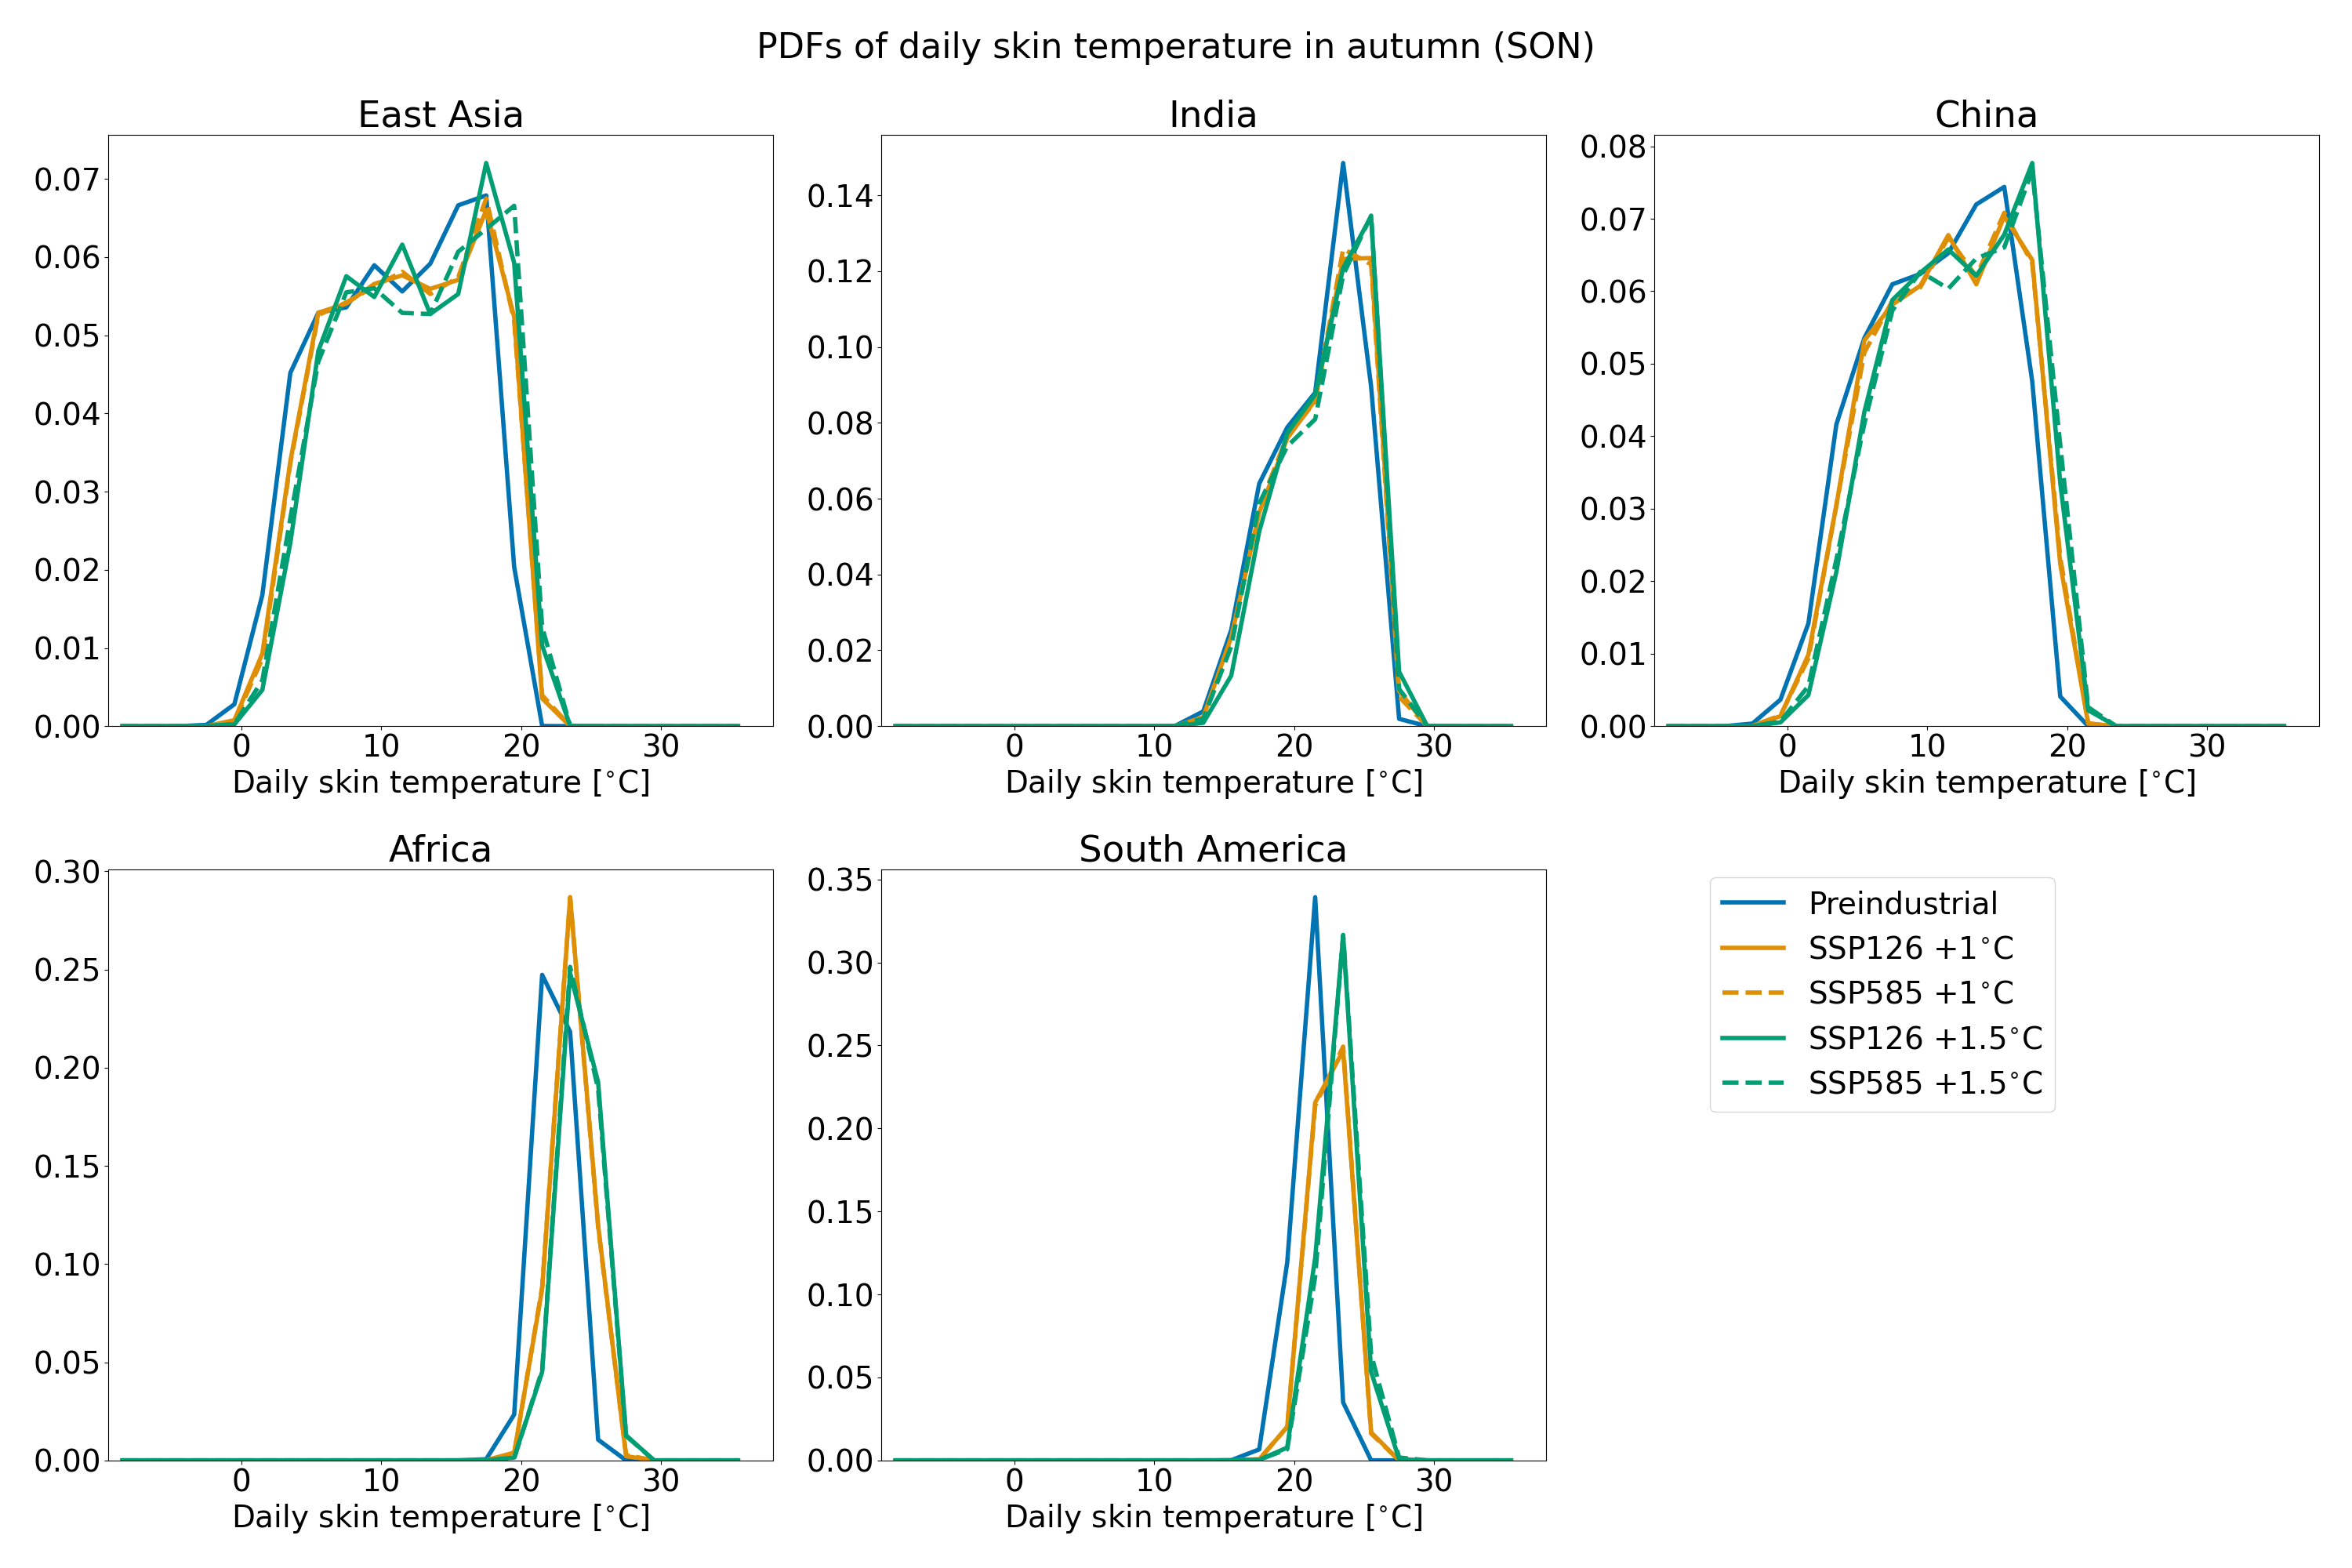 PDFs of daily skin temperature in autumn (SON)
East Asia
0.07
0.06
0.05
0.04
0.03
0.02
0.01
0.00
0 10 20 30
Daily skin temperature [°C]
India
0.14
0.12
0.10
0.08
0.06
0.04
0.02
0.00
0 10 20 30
Daily skin temperature [°C]
China
0.08
0.07
0.06
0.05
0.04
0.03
0.02
0.01
0.00
0 10 20 30
Daily skin temperature [°C]
Africa
0.30
0.25
0.20
0.15
0.10
0.05
0.00
0 10 20 30
Daily skin temperature [°C]
South America
0.35
0.30
0.25
0.20
0.15
0.10
0.05
0.00
0 10 20 30
Daily skin temperature [°C]
Preindustrial
SSP126 +1°C
SSP585 +1°C
SSP126 +1.5°C
SSP585 +1.5°C